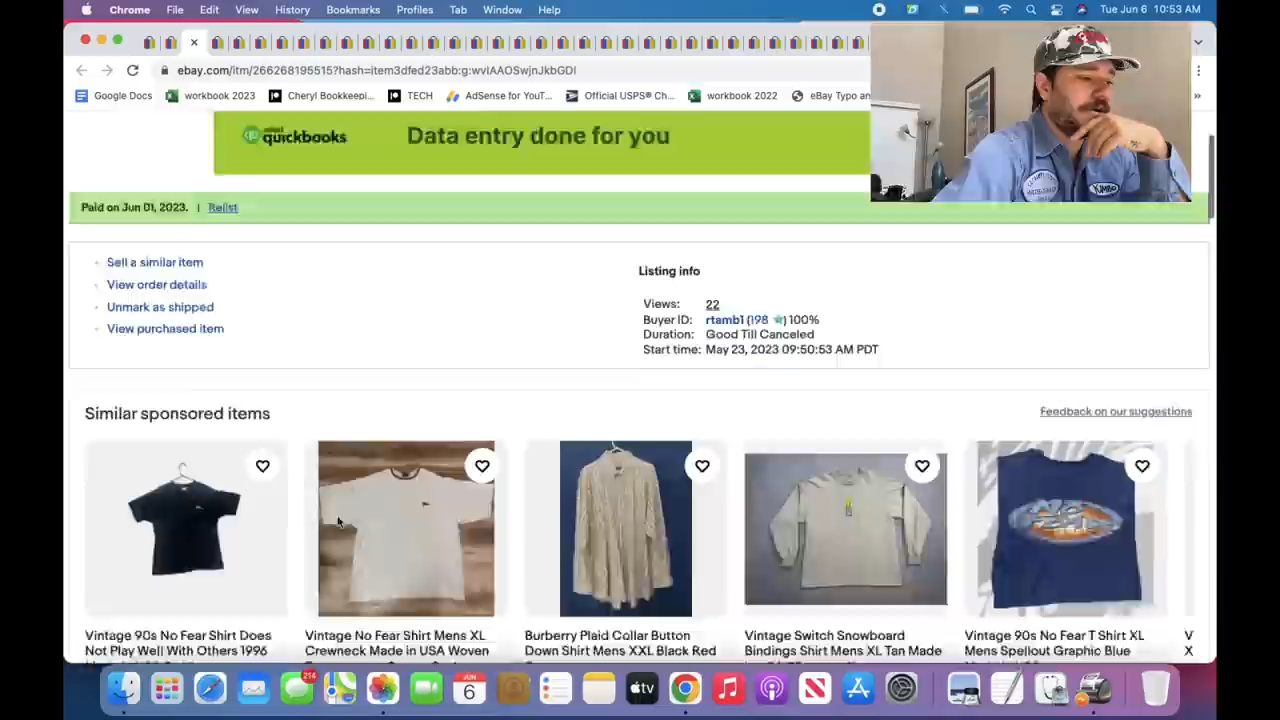 Chrome File Edit View History Bookmarks Profiles Tab Window Help Tue Jun 6 10:53 AM
ebay.com/itm/266268195515?hash=item3dfed23abb:g:wvIAAOSwjnJkbGDl
Google Docs workbook 2023 Cheryl Bookkeepi... TECH AdSense for YouT... Official USPS® Ch... workbook 2022 eBay Typo an »
quickbooks Data entry done for you
Paid on Jun 01, 2023. | Relist
Sell a similar item
View order details
Unmark as shipped
View purchased item
Listing info
Views: 22
Buyer ID: rtamb1 (198 ) 100%
Duration: Good Till Canceled
Start time: May 23, 2023 09:50:53 AM PDT
Similar sponsored items
Feedback on our suggestions
Vintage 90s No Fear Shirt Does
Not Play Well With Others 1996
Vintage No Fear Shirt Mens XL
Crewneck Made in USA Woven
Burberry Plaid Collar Button
Down Shirt Mens XXL Black Red
Vintage Switch Snowboard
Bindings Shirt Mens XL Tan Made
Vintage 90s No Fear T Shirt XL
Mens Spellout Graphic Blue
V
X
JUN
6
214
tv